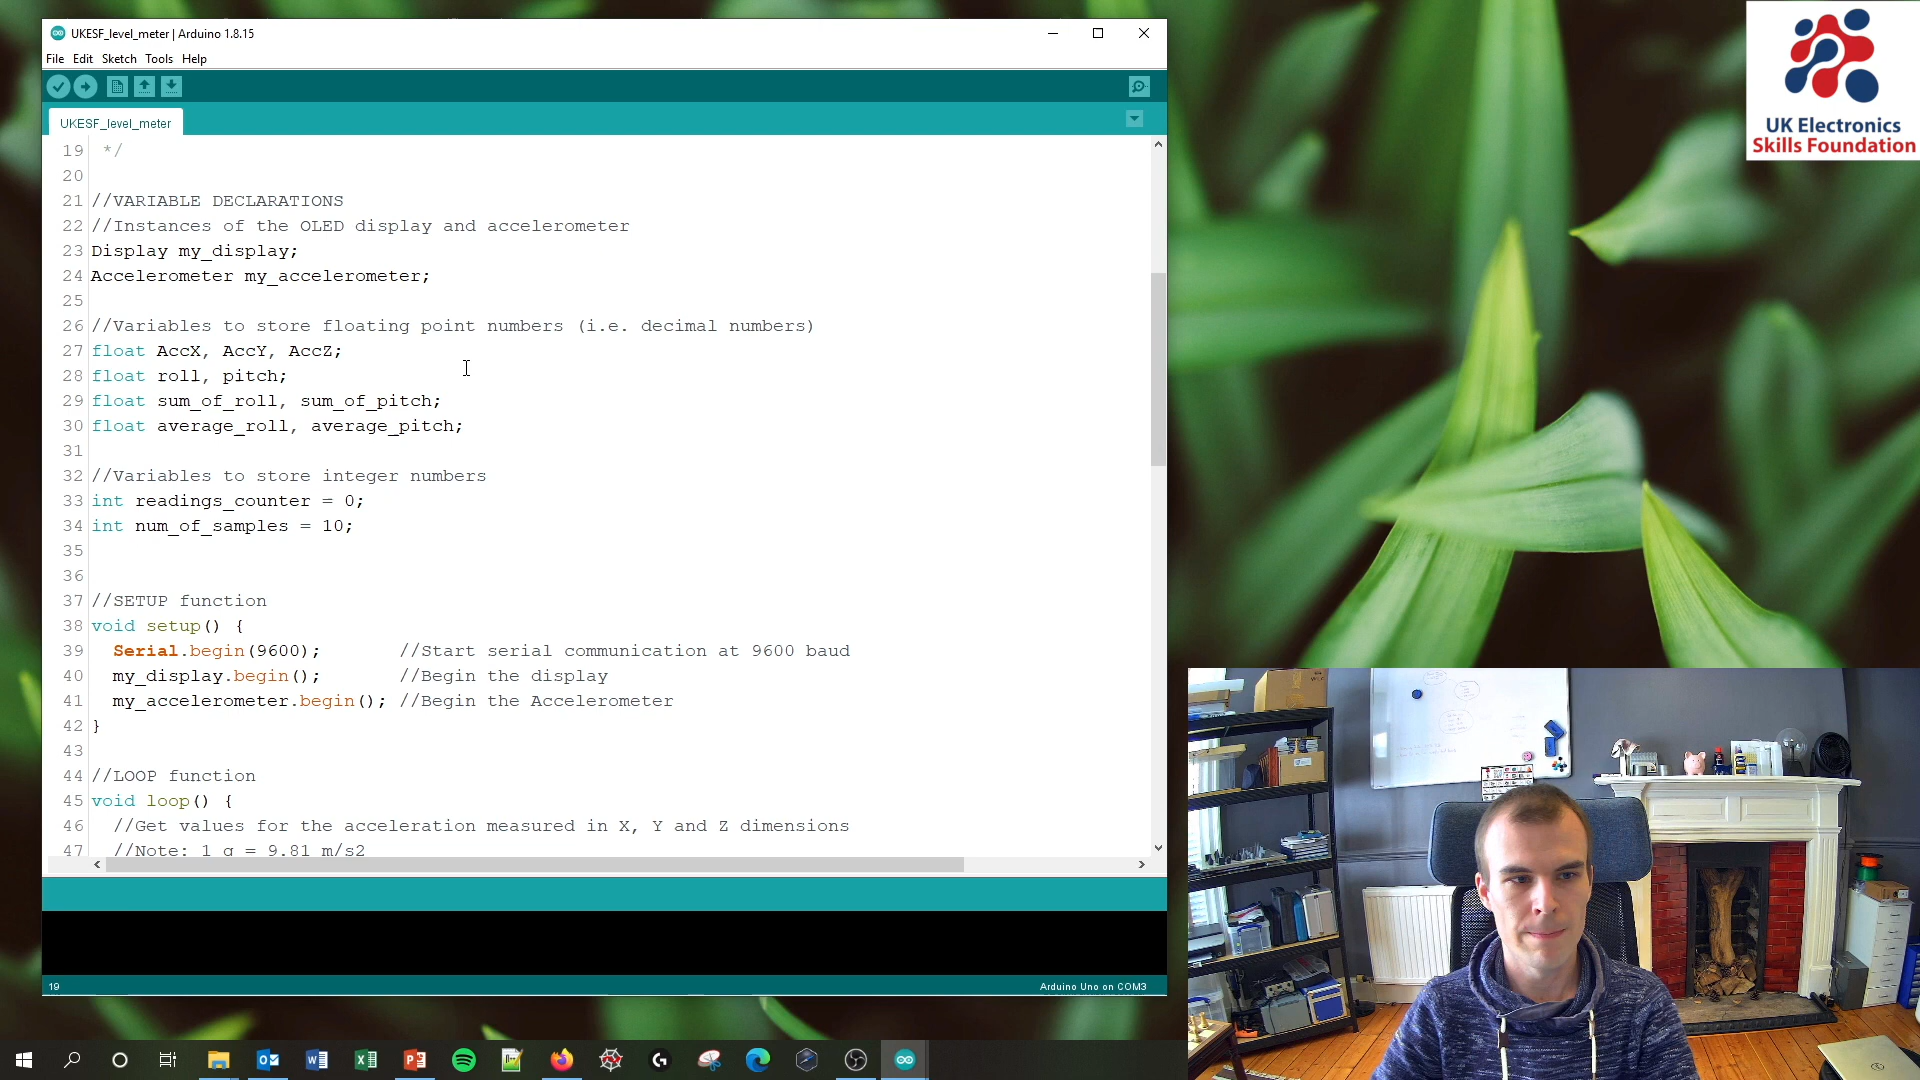 UKESF_level_meter | Arduino 1.8.15
File Edit Sketch Tools Help
UKESF_level_meter
19 */
20
21 //VARIABLE DECLARATIONS
22 //Instances of the OLED display and accelerometer
23 Display my_display;
24 Accelerometer my_accelerometer;
25
26 //Variables to store floating point numbers (i.e. decimal numbers)
27 float AccX, AccY, AccZ;
28 float roll, pitch;
29 float sum_of_roll, sum_of_pitch;
30 float average_roll, average_pitch;
31
32 //Variables to store integer numbers
33 int readings_counter = 0;
34 int num_of_samples = 10;
35
36
37 //SETUP function
38 void setup() {
39 Serial.begin(9600); //Start serial communication at 9600 baud
40 my_display.begin(); //Begin the display
41 my_accelerometer.begin(); //Begin the Accelerometer
42 }
43
44 //LOOP function
45 void loop() {
46 //Get values for the acceleration measured in X, Y and Z dimensions
47 //Note: 1 g = 9.81 m/s2
19
Arduino Uno on COM3
UK Electronics
Skills Foundation